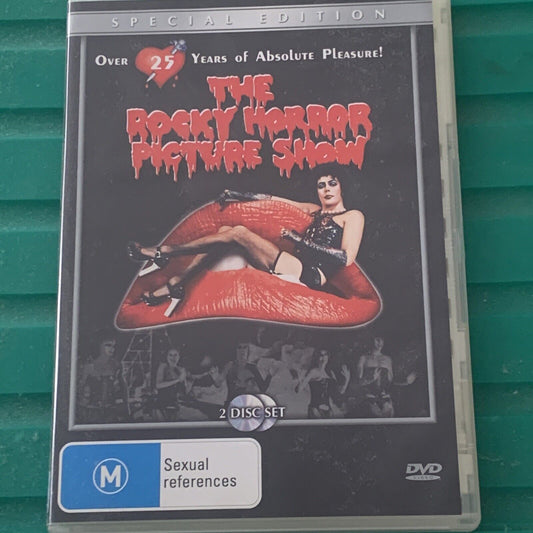 SPECIAL EDITION
OVER 25 YEARS OF ABSOLUTE PLEASURE!
THE
ROCKY HORROR
PICTURE SHOW
2 DISC SET
M
Sexual
references
DVD
VIDEO